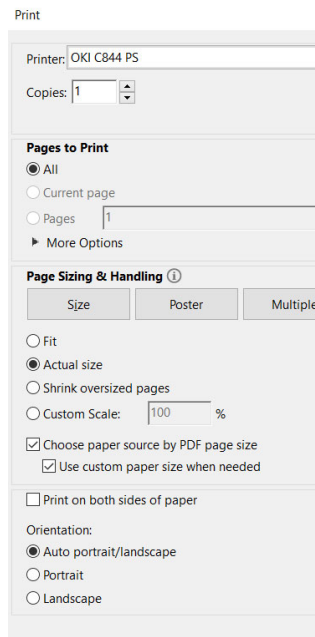 Print
Printer: OKI C844 PS
Copies: 1
Pages to Print
All
Current page
Pages 1
More Options
Page Sizing & Handling
Size Poster Multiple
Fit
Actual size
Shrink oversized pages
Custom Scale: 100 %
Choose paper source by PDF page size
Use custom paper size when needed
Print on both sides of paper
Orientation:
Auto portrait/landscape
Portrait
Landscape